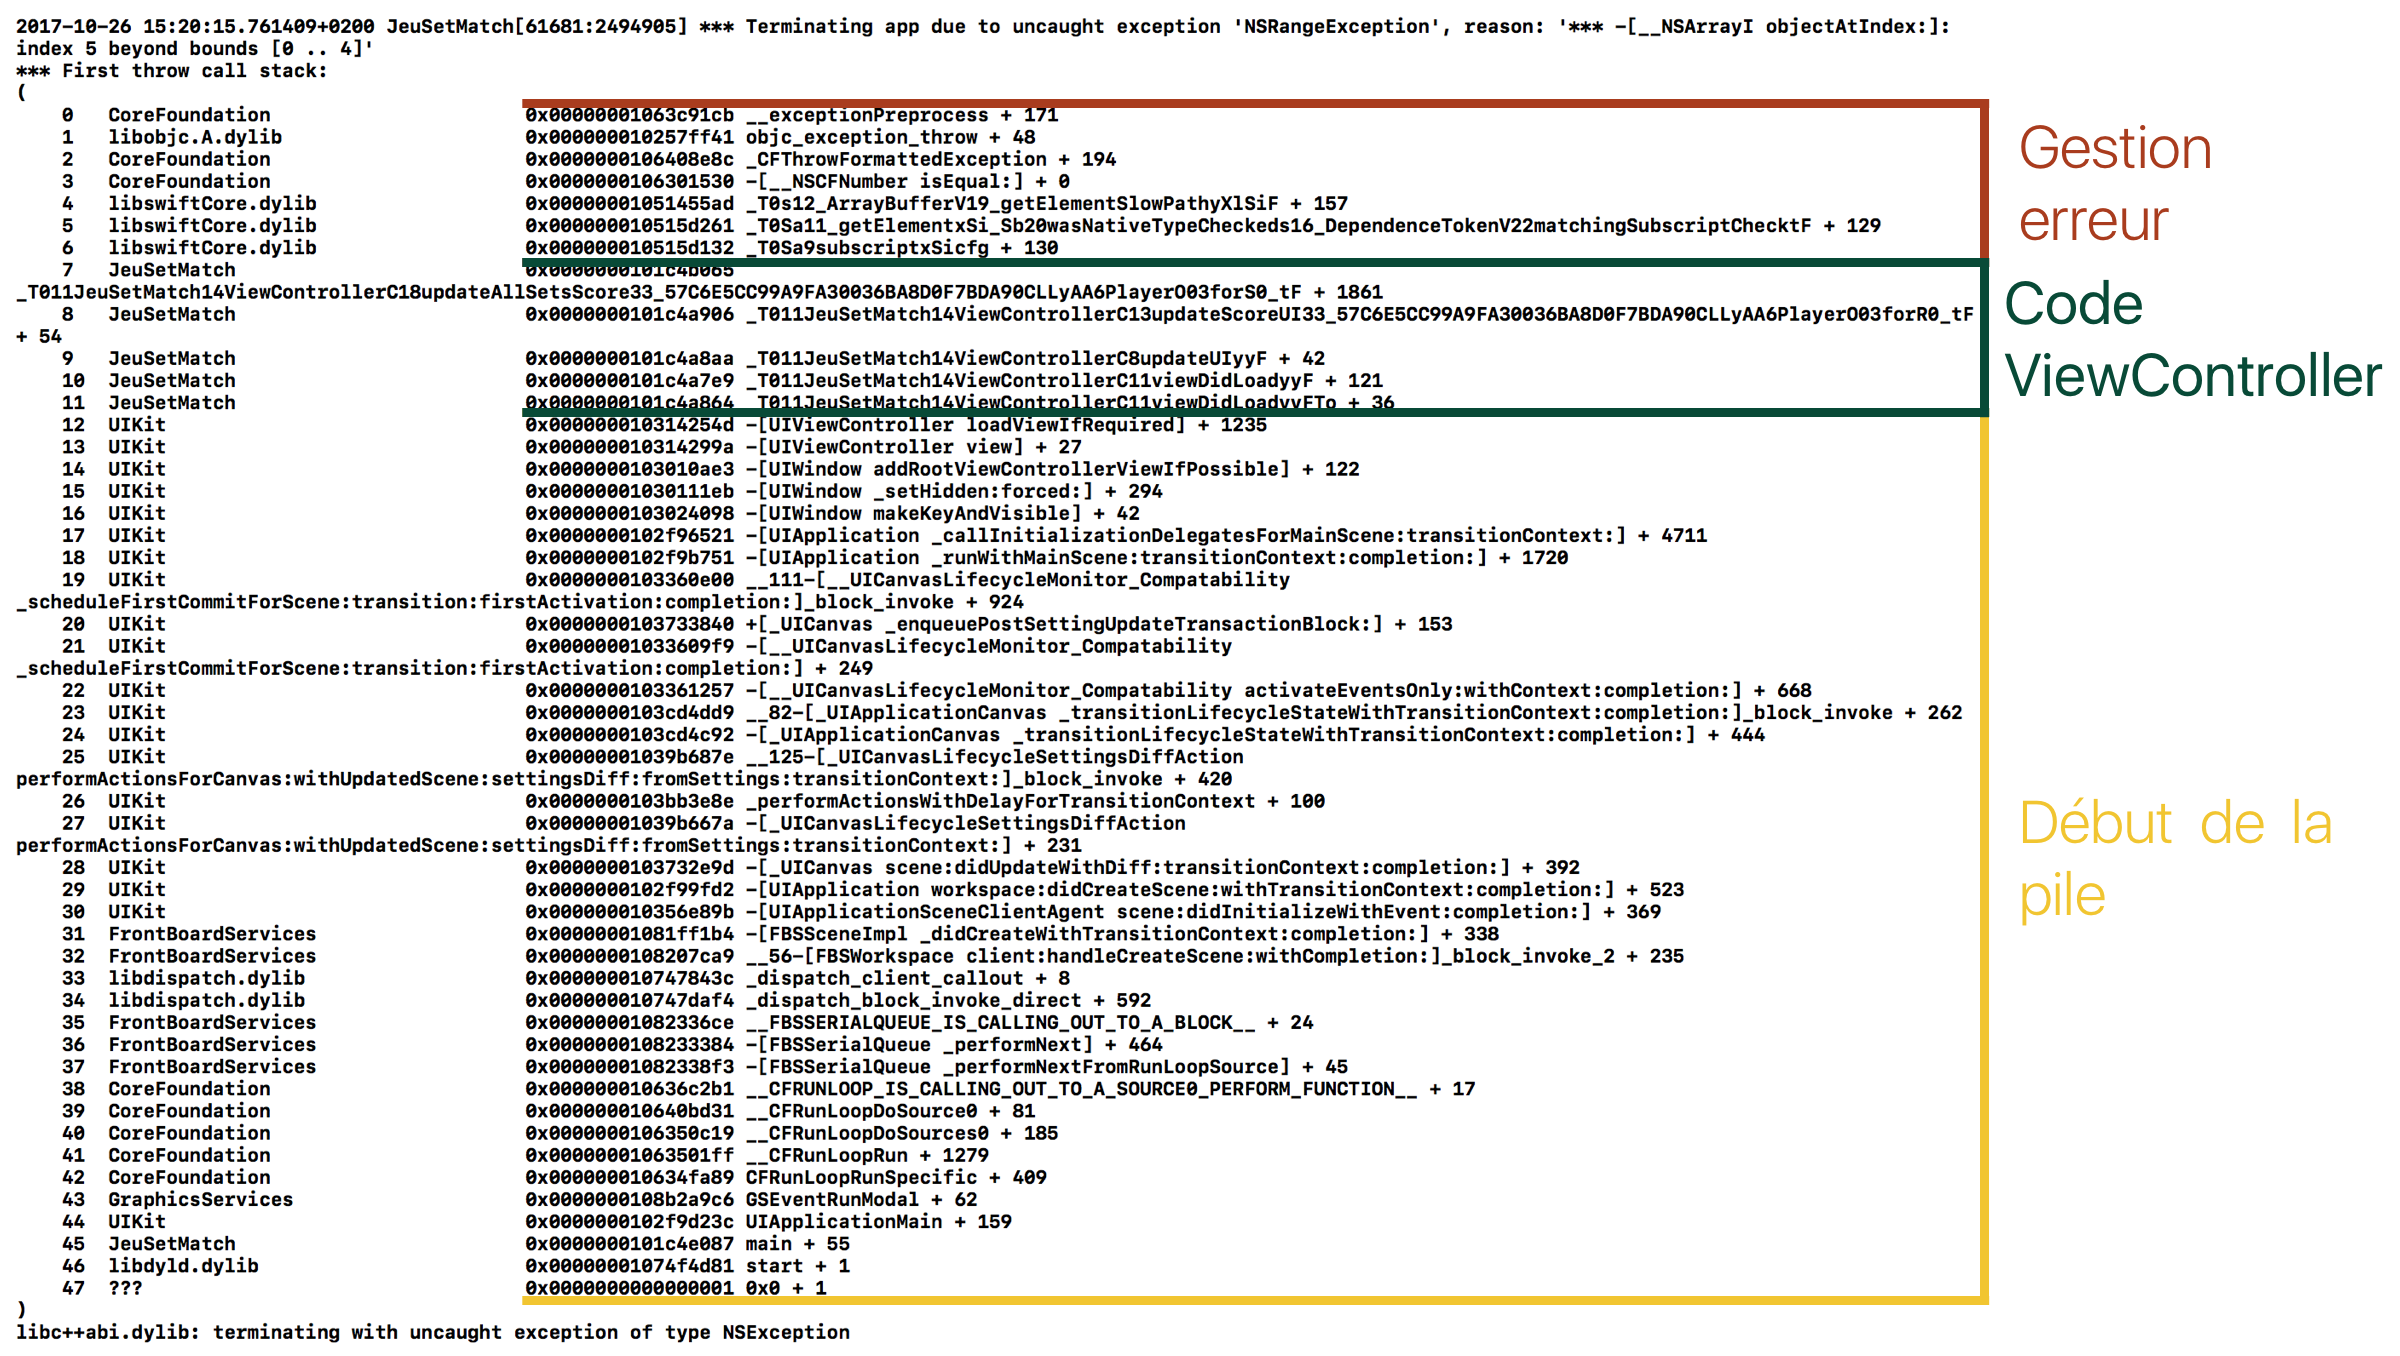 2017-10-26 15:20:15.761409+0200 JeuSetMatch[61681:2494905] *** Terminating app due to uncaught exception 'NSRangeException', reason: '*** -[__NSArrayI objectAtIndex:]:
index 5 beyond bounds [0 .. 4]'
*** First throw call stack:
(
0 CoreFoundation 0x00000001063c91cb __exceptionPreprocess + 171
1 libobjc.A.dylib 0x000000010257ff41 objc_exception_throw + 48
2 CoreFoundation 0x0000000106408e8c _CFThrowFormattedException + 194
3 CoreFoundation 0x0000000106301530 -[__NSCFNumber isEqual:] + 0
4 libswiftCore.dylib 0x00000001051455ad _T0s12_ArrayBufferV19_getElementSlowPathyXlSiF + 157
5 libswiftCore.dylib 0x000000010515d261 _T0Sa11_getElementxSi_Sb20wasNativeTypeCheckeds16_DependenceTokenV22matchingSubscriptChecktF + 129
6 libswiftCore.dylib 0x000000010515d132 _T0Sa9subscriptxSicfg + 130
Gestion
erreur
7 JeuSetMatch 0x0000000101c4b065
_T011JeuSetMatch14ViewControllerC18updateAllSetsScore33_57C6E5CC99A9FA30036BA8D0F7BDA90CLLyAA6PlayerO03forS0_tF + 1861
8 JeuSetMatch 0x0000000101c4a906 _T011JeuSetMatch14ViewControllerC13updateScoreUI33_57C6E5CC99A9FA30036BA8D0F7BDA90CLLyAA6PlayerO03forR0_tF
+ 54
9 JeuSetMatch 0x0000000101c4a8aa _T011JeuSetMatch14ViewControllerC8updateUIyyF + 42
10 JeuSetMatch 0x0000000101c4a7e9 _T011JeuSetMatch14ViewControllerC11viewDidLoadyyF + 121
11 JeuSetMatch 0x0000000101c4a864 _T011JeuSetMatch14ViewControllerC11viewDidLoadyyFTo + 36
Code
ViewController
12 UIKit 0x000000010314254d -[UIViewController loadViewIfRequired] + 1235
13 UIKit 0x000000010314299a -[UIViewController view] + 27
14 UIKit 0x0000000103010ae3 -[UIWindow addRootViewControllerViewIfPossible] + 122
15 UIKit 0x00000001030111eb -[UIWindow _setHidden:forced:] + 294
16 UIKit 0x0000000103024098 -[UIWindow makeKeyAndVisible] + 42
17 UIKit 0x0000000102f96521 -[UIApplication _callInitializationDelegatesForMainScene:transitionContext:] + 4711
18 UIKit 0x0000000102f9b751 -[UIApplication _runWithMainScene:transitionContext:completion:] + 1720
19 UIKit 0x0000000103360e00 __111-[__UICanvasLifecycleMonitor_Compatability
_scheduleFirstCommitForScene:transition:firstActivation:completion:]_block_invoke + 924
20 UIKit 0x0000000103733840 +[_UICanvas _enqueuePostSettingUpdateTransactionBlock:] + 153
21 UIKit 0x00000001033609f9 -[__UICanvasLifecycleMonitor_Compatability
_scheduleFirstCommitForScene:transition:firstActivation:completion:] + 249
22 UIKit 0x0000000103361257 -[__UICanvasLifecycleMonitor_Compatability activateEventsOnly:withContext:completion:] + 668
23 UIKit 0x0000000103cd4dd9 __82-[_UIApplicationCanvas _transitionLifecycleStateWithTransitionContext:completion:]_block_invoke + 262
24 UIKit 0x0000000103cd4c92 -[_UIApplicationCanvas _transitionLifecycleStateWithTransitionContext:completion:] + 444
25 UIKit 0x00000001039b687e __125-[_UICanvasLifecycleSettingsDiffAction
performActionsForCanvas:withUpdatedScene:settingsDiff:fromSettings:transitionContext:]_block_invoke + 420
26 UIKit 0x0000000103bb3e8e _performActionsWithDelayForTransitionContext + 100
27 UIKit 0x00000001039b667a -[_UICanvasLifecycleSettingsDiffAction
performActionsForCanvas:withUpdatedScene:settingsDiff:fromSettings:transitionContext:] + 231
28 UIKit 0x0000000103732e9d -[_UICanvas scene:didUpdateWithDiff:transitionContext:completion:] + 392
29 UIKit 0x0000000102f99fd2 -[UIApplication workspace:didCreateScene:withTransitionContext:completion:] + 523
30 UIKit 0x000000010356e89b -[UIApplicationSceneClientAgent scene:didInitializeWithEvent:completion:] + 369
31 FrontBoardServices 0x00000001081ff1b4 -[FBSSceneImpl _didCreateWithTransitionContext:completion:] + 338
32 FrontBoardServices 0x0000000108207ca9 __56-[FBSWorkspace client:handleCreateScene:withCompletion:]_block_invoke_2 + 235
33 libdispatch.dylib 0x000000010747843c _dispatch_client_callout + 8
34 libdispatch.dylib 0x000000010747daf4 _dispatch_block_invoke_direct + 592
35 FrontBoardServices 0x00000001082336ce __FBSSERIALQUEUE_IS_CALLING_OUT_TO_A_BLOCK__ + 24
36 FrontBoardServices 0x0000000108233384 -[FBSSerialQueue _performNext] + 464
37 FrontBoardServices 0x00000001082338f3 -[FBSSerialQueue _performNextFromRunLoopSource] + 45
38 CoreFoundation 0x000000010636c2b1 __CFRUNLOOP_IS_CALLING_OUT_TO_A_SOURCE0_PERFORM_FUNCTION__ + 17
39 CoreFoundation 0x000000010640bd31 __CFRunLoopDoSource0 + 81
40 CoreFoundation 0x0000000106350c19 __CFRunLoopDoSources0 + 185
41 CoreFoundation 0x00000001063501ff __CFRunLoopRun + 1279
42 CoreFoundation 0x000000010634fa89 CFRunLoopRunSpecific + 409
43 GraphicsServices 0x0000000108b2a9c6 GSEventRunModal + 62
44 UIKit 0x0000000102f9d23c UIApplicationMain + 159
45 JeuSetMatch 0x0000000101c4e087 main + 55
46 libdyld.dylib 0x00000001074f4d81 start + 1
47 ??? 0x0000000000000001 0x0 + 1
Début de la
pile
)
libc++abi.dylib: terminating with uncaught exception of type NSException